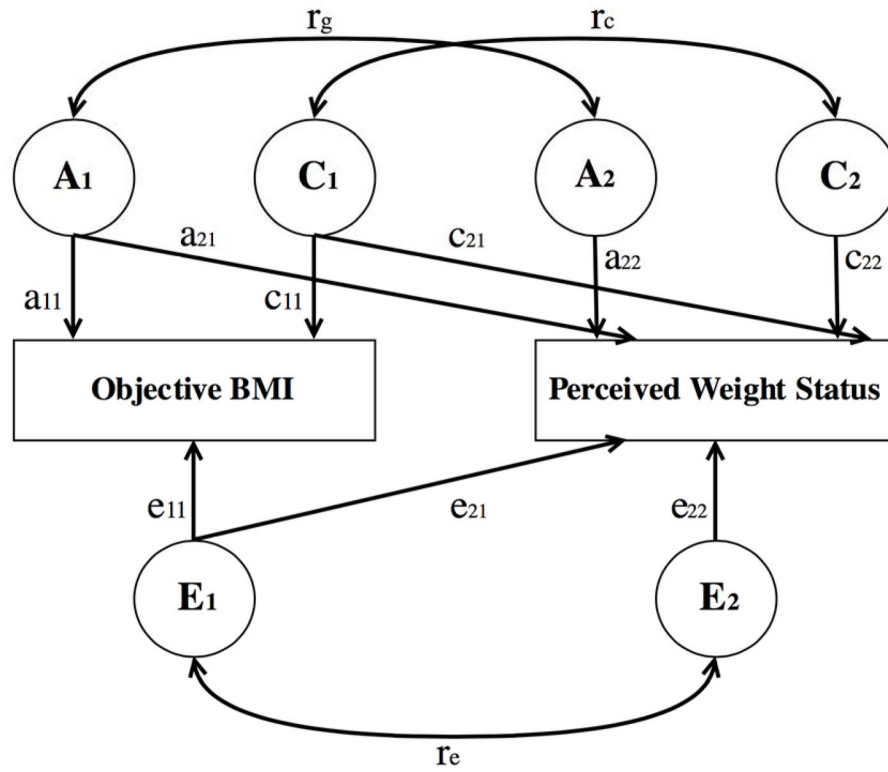 rg
rc
A1
C1
A2
C2
a21
c21
a11
c11
a22
c22
Objective BMI
Perceived Weight Status
e11
e21
e22
E1
E2
re